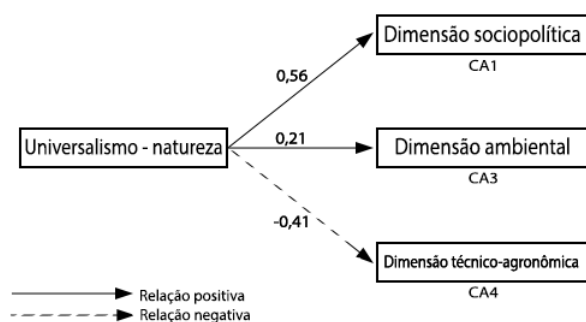 Dimensão sociopolítica
CA1
0,56
Universalismo - natureza
0,21
Dimensão ambiental
CA3
-0,41
Dimensão técnico-agronômica
CA4
Relação positiva
Relação negativa